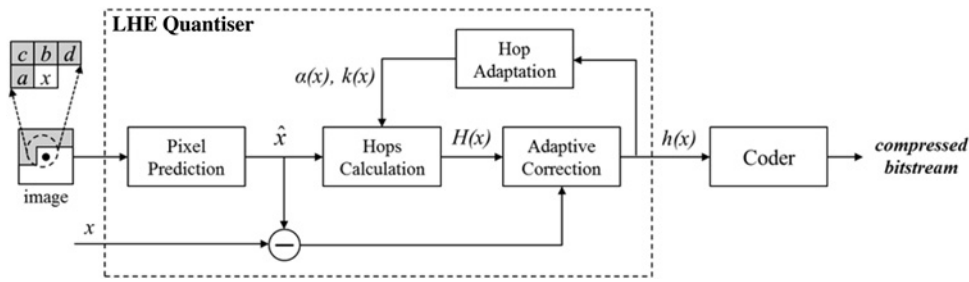 LHE Quantiser
c b d
a x
image
Pixel
Prediction
x̂
Hops
Calculation
α(x), k(x)
Hop
Adaptation
H(x)
Adaptive
Correction
h(x)
Coder
compressed
bitstream
x
−